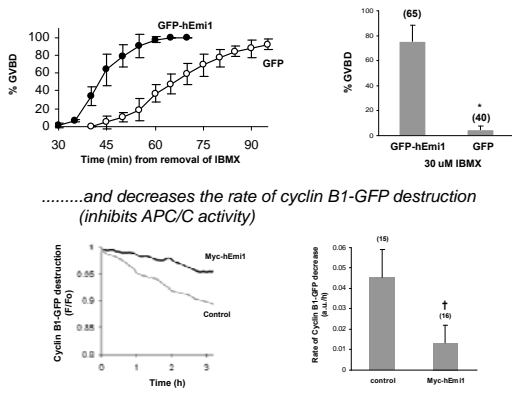 GFP-hEmi1
GFP
% GVBD
100
80
60
40
20
0
30 45 60 75 90
Time (min) from removal of IBMX
(65)
% GVBD
100
80
60
40
20
0
*
(40)
GFP-hEmi1 GFP
30 uM IBMX
.........and decreases the rate of cyclin B1-GFP destruction
(inhibits APC/C activity)
Cyclin B1-GFP destruction
(F/Fo)
1
0.95
0.9
0.85
0.8
Myc-hEmi1
Control
0 1 2 3
Time (h)
Rate of Cyclin B1-GFP decrease
(a.u./h)
0.06
0.05
0.04
0.03
0.02
0.01
0
(15)
†
(16)
control Myc-hEmi1